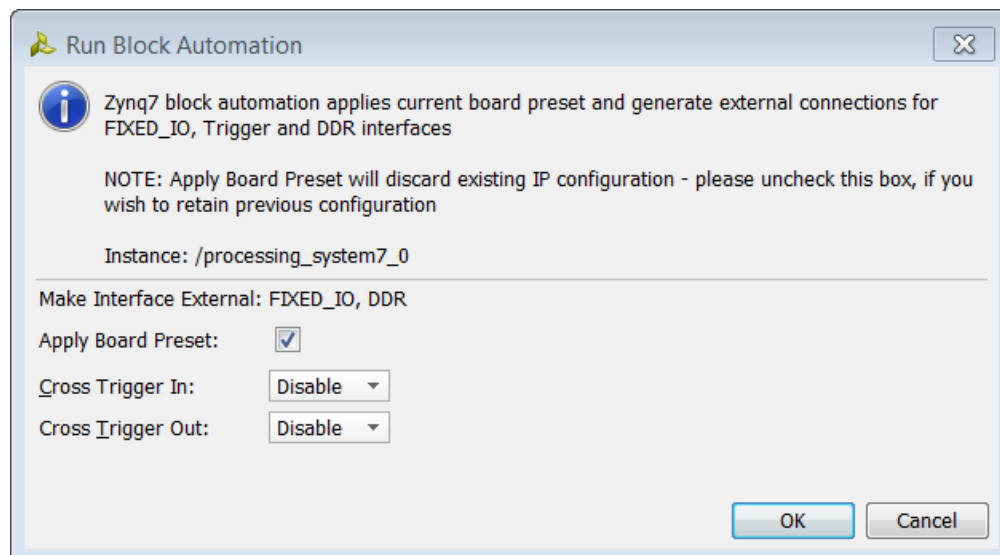 Run Block Automation
Zynq7 block automation applies current board preset and generate external connections for
FIXED_IO, Trigger and DDR interfaces
NOTE: Apply Board Preset will discard existing IP configuration - please uncheck this box, if you
wish to retain previous configuration
Instance: /processing_system7_0
Make Interface External: FIXED_IO, DDR
Apply Board Preset:
Cross Trigger In: Disable
Cross Trigger Out: Disable
OK Cancel